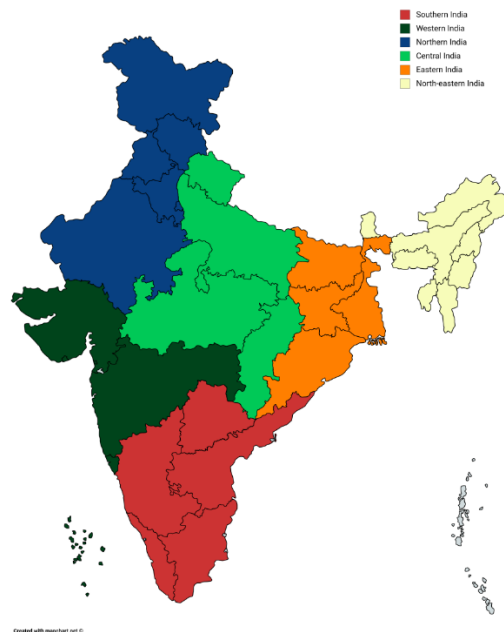 Southern India
Western India
Northern India
Central India
Eastern India
North-eastern India
Created with mapchart.net ©